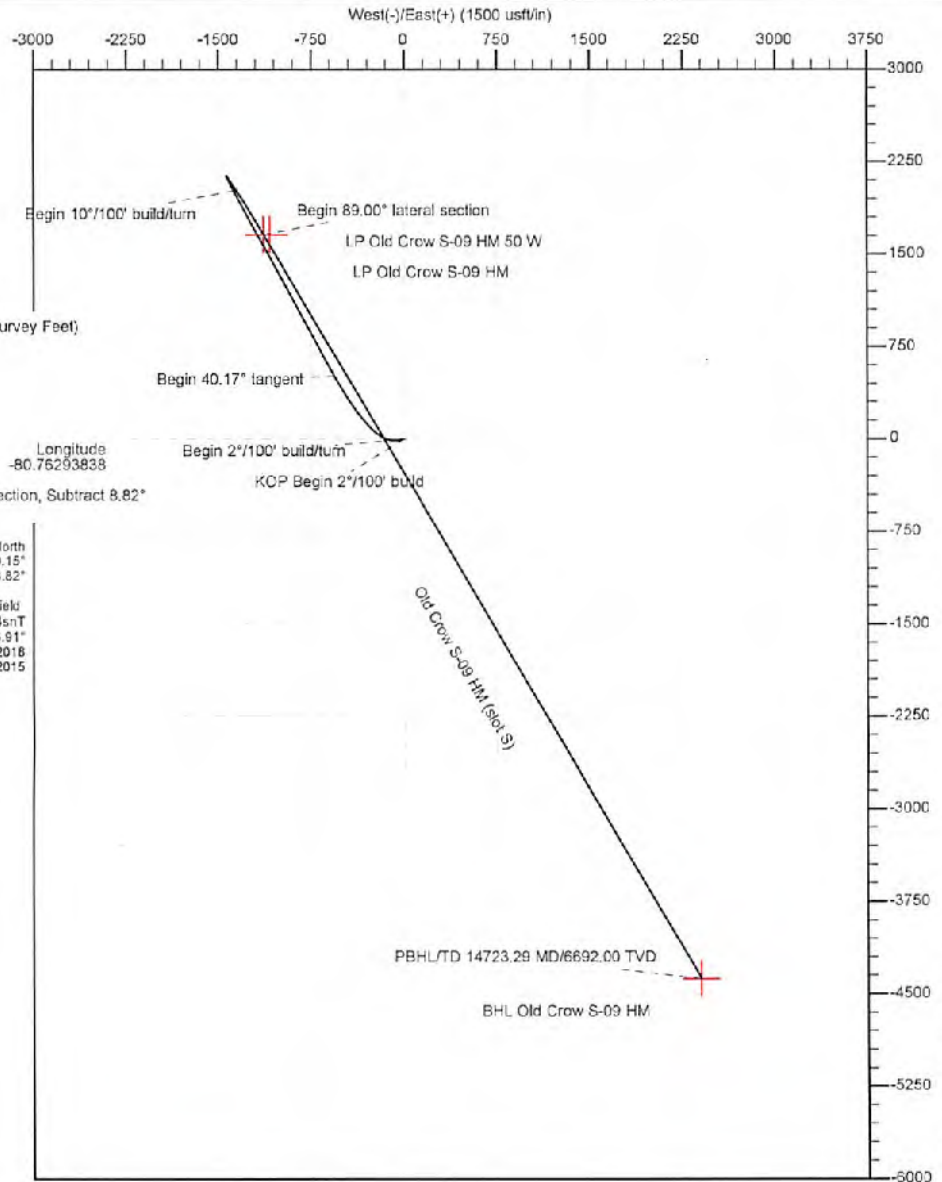 West(-)/East(+) (1500 usft/in)
-3000 -2250 -1500 -750 0 750 1500 2250 3000 3750
3000
2250
Begin 10°/100' build/turn
Begin 89.00° lateral section
LP Old Crow S-09 HM 50 W
1500
LP Old Crow S-09 HM
urvey Feet)
750
Begin 40.17° tangent
0
Longitude
-80.76293838
Begin 2°/100' build/turn
KOP Begin 2°/100' build
ection, Subtract 8.82°
-750
North
.15°
.82°
ield
snT
.91°
2018
2015
-1500
Old Crow S-09 HM (slot S)
-2250
-3000
-3750
PBHL/TD 14723.29 MD/6692.00 TVD
-4500
BHL Old Crow S-09 HM
-5250
-6000